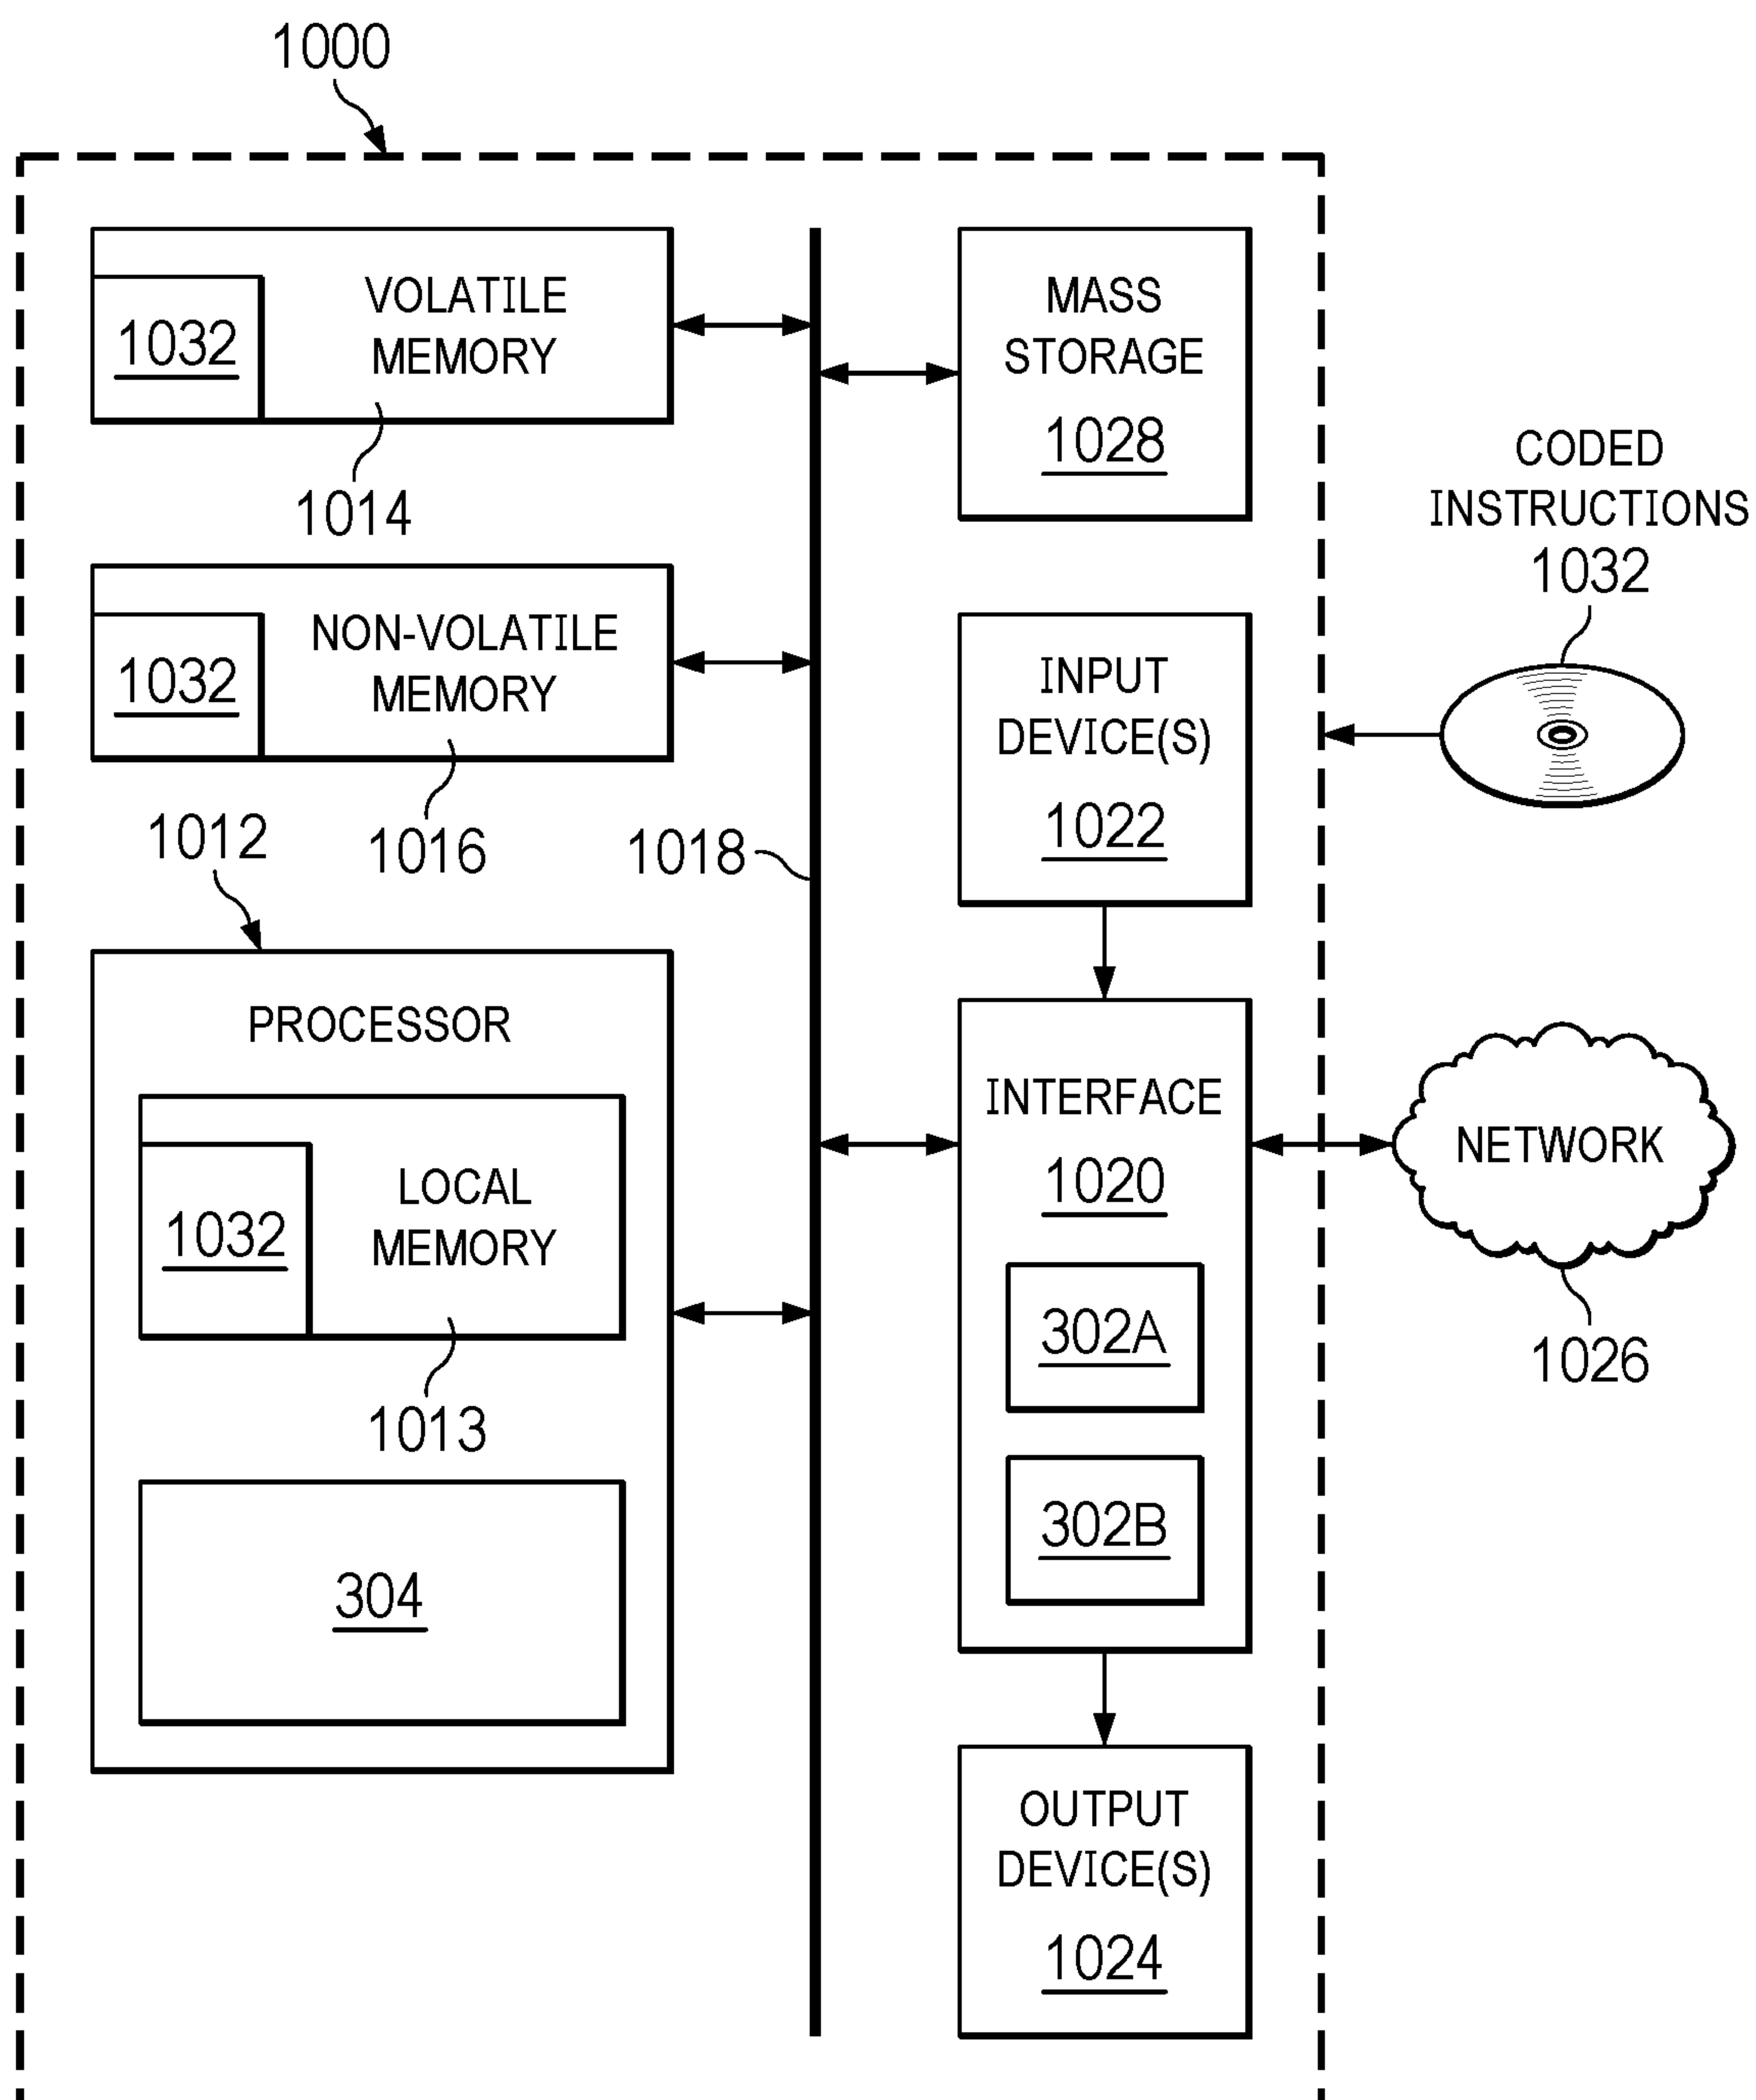 1000
VOLATILE
MEMORY
1032
1014
NON-VOLATILE
MEMORY
1032
1016
1012
PROCESSOR
LOCAL
MEMORY
1032
1013
304
1018
MASS
STORAGE
1028
INPUT
DEVICE(S)
1022
INTERFACE
1020
302A
302B
OUTPUT
DEVICE(S)
1024
CODED
INSTRUCTIONS
1032
NETWORK
1026